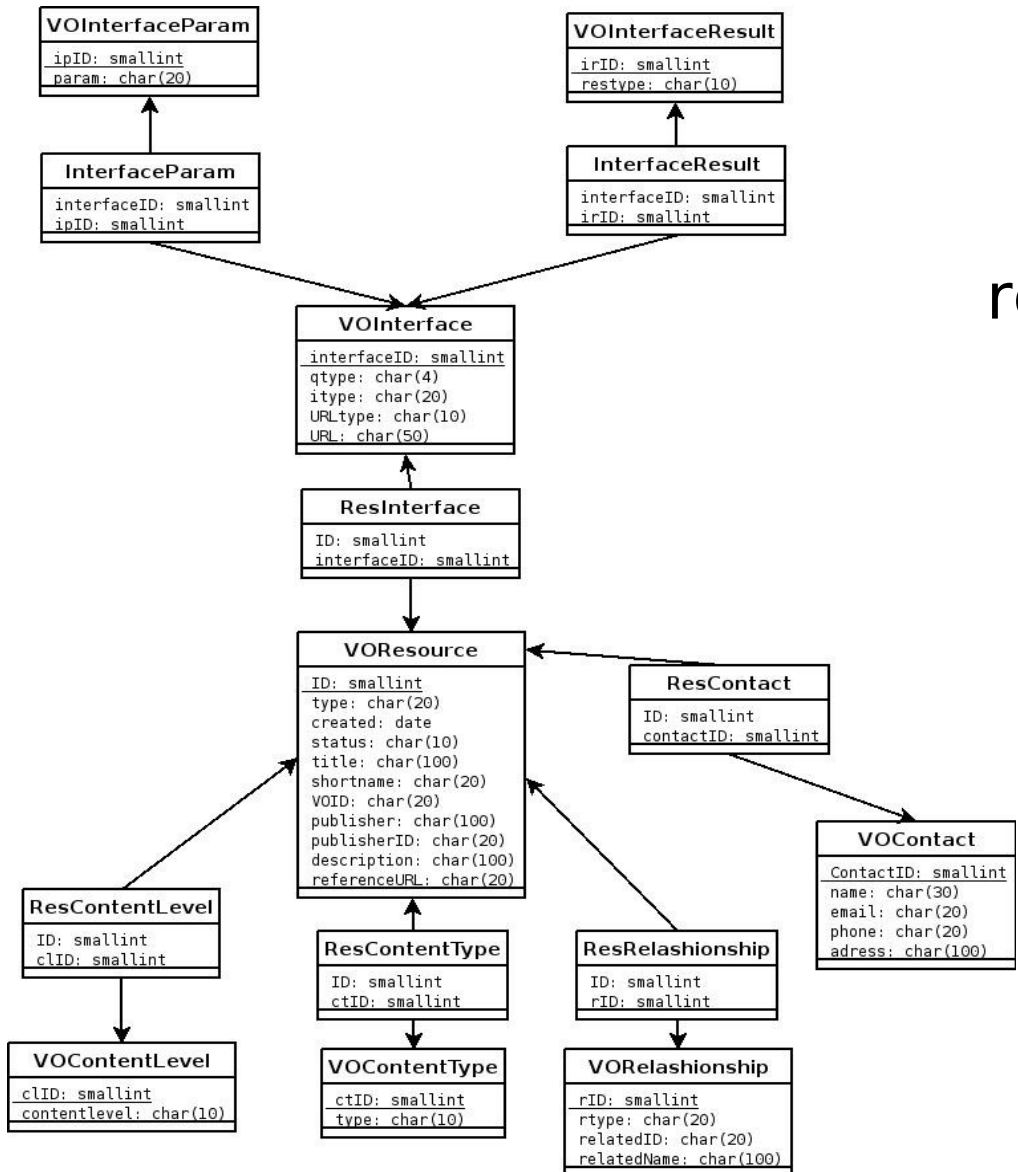 VOInterfaceParam
ipID: smallint
param: char(20)
VOInterfaceResult
irID: smallint
restype: char(10)
InterfaceParam
interfaceID: smallint
ipID: smallint
InterfaceResult
interfaceID: smallint
irID: smallint
VOInterface
interfaceID: smallint
qtype: char(4)
itype: char(20)
URLtype: char(10)
URL: char(50)
ResInterface
ID: smallint
interfaceID: smallint
VOResource
ID: smallint
type: char(20)
created: date
status: char(10)
title: char(100)
shortname: char(20)
VOID: char(20)
publisher: char(100)
publisherID: char(20)
description: char(100)
referenceURL: char(20)
ResContact
ID: smallint
contactID: smallint
VOContact
ContactID: smallint
name: char(30)
email: char(20)
phone: char(20)
adress: char(100)
ResContentLevel
ID: smallint
clID: smallint
ResContentType
ID: smallint
ctID: smallint
ResRelashionship
ID: smallint
rID: smallint
VOContentLevel
clID: smallint
contentlevel: char(10)
VOContentType
ctID: smallint
type: char(10)
VORelashionship
rID: smallint
rtype: char(20)
relatedID: char(20)
relatedName: char(100)